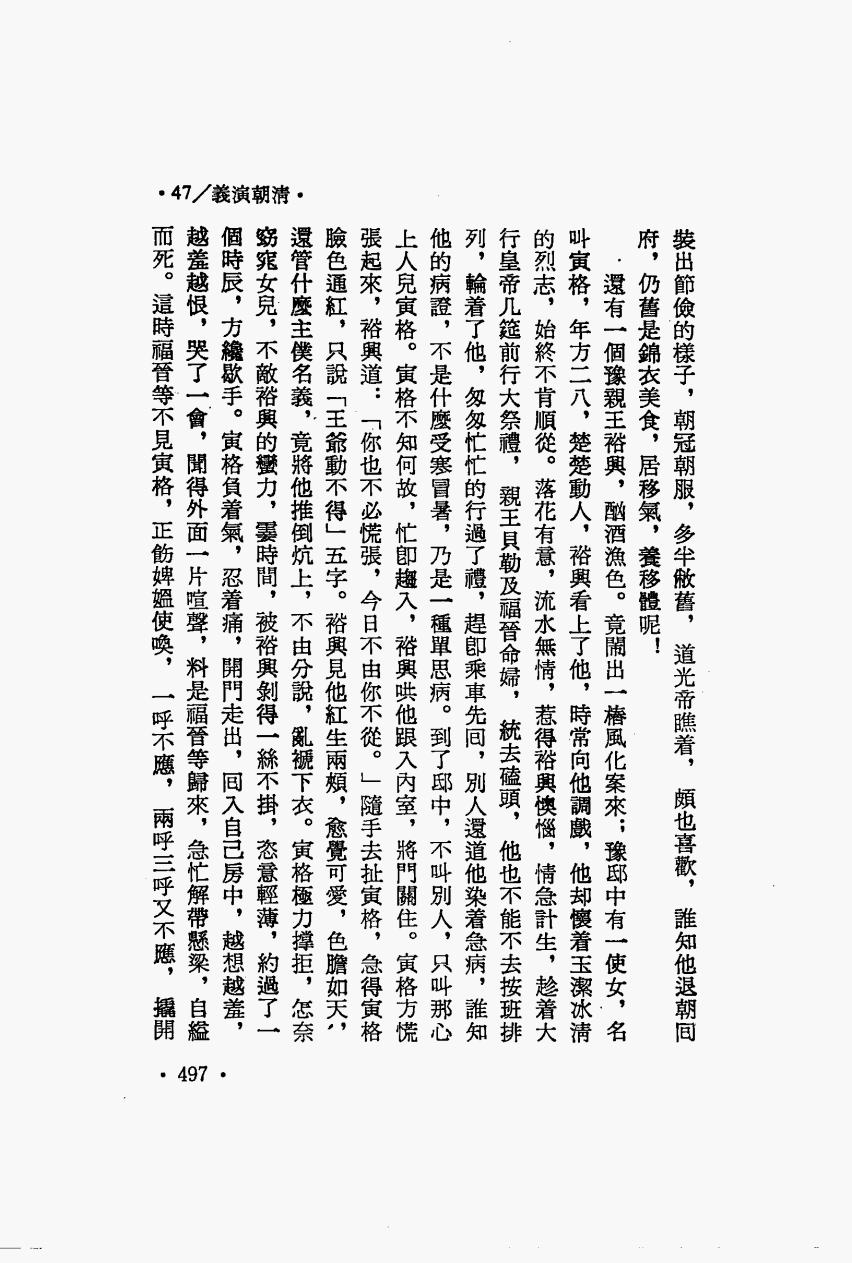 ·47/義演朝清·
裝出節儉的樣子，朝冠朝服，多半敝舊，道光帝瞧着，頗也喜歡，誰知他退朝回
府，仍舊是錦衣美食，居移氣，養移體呢！
還有一個豫親王裕興，酗酒漁色。竟鬧出一樁風化案來；豫邸中有一使女，名
叫寅格，年方二八，楚楚動人，裕興看上了他，時常向他調戲，他却懷着玉潔冰清
的烈志，始終不肯順從。落花有意，流水無情，惹得裕興懊惱，情急計生，趁着大
行皇帝几筵前行大祭禮，親王貝勒及福晉命婦，統去磕頭，他也不能不去按班排
列，輪着了他，匆匆忙忙的行過了禮，趕卽乘車先回，別人還道他染着急病，誰知
他的病證，不是什麼受寒冒暑，乃是一種單思病。到了邸中，不叫別人，只叫那心
上人兒寅格。寅格不知何故，忙卽趨入，裕興哄他跟入內室，將門關住。寅格方慌
張起來，裕興道：「你也不必慌張，今日不由你不從。」隨手去扯寅格，急得寅格
臉色通紅，只說「王爺動不得」五字。裕興見他紅生兩頰，愈覺可愛，色膽如天，
還管什麼主僕名義，竟將他推倒炕上，不由分說，亂褫下衣。寅格極力撐拒，怎奈
窈窕女兒，不敵裕興的蠻力，霎時間，被裕興剝得一絲不掛，恣意輕薄，約過了一
個時辰，方纔歇手。寅格負着氣，忍着痛，開門走出，回入自己房中，越想越羞，
越羞越恨，哭了一會，聞得外面一片喧聲，料是福晉等歸來，急忙解帶懸梁，自縊
而死。這時福晉等不見寅格，正飭婢媼使喚，一呼不應，兩呼三呼又不應，撬開
·497·